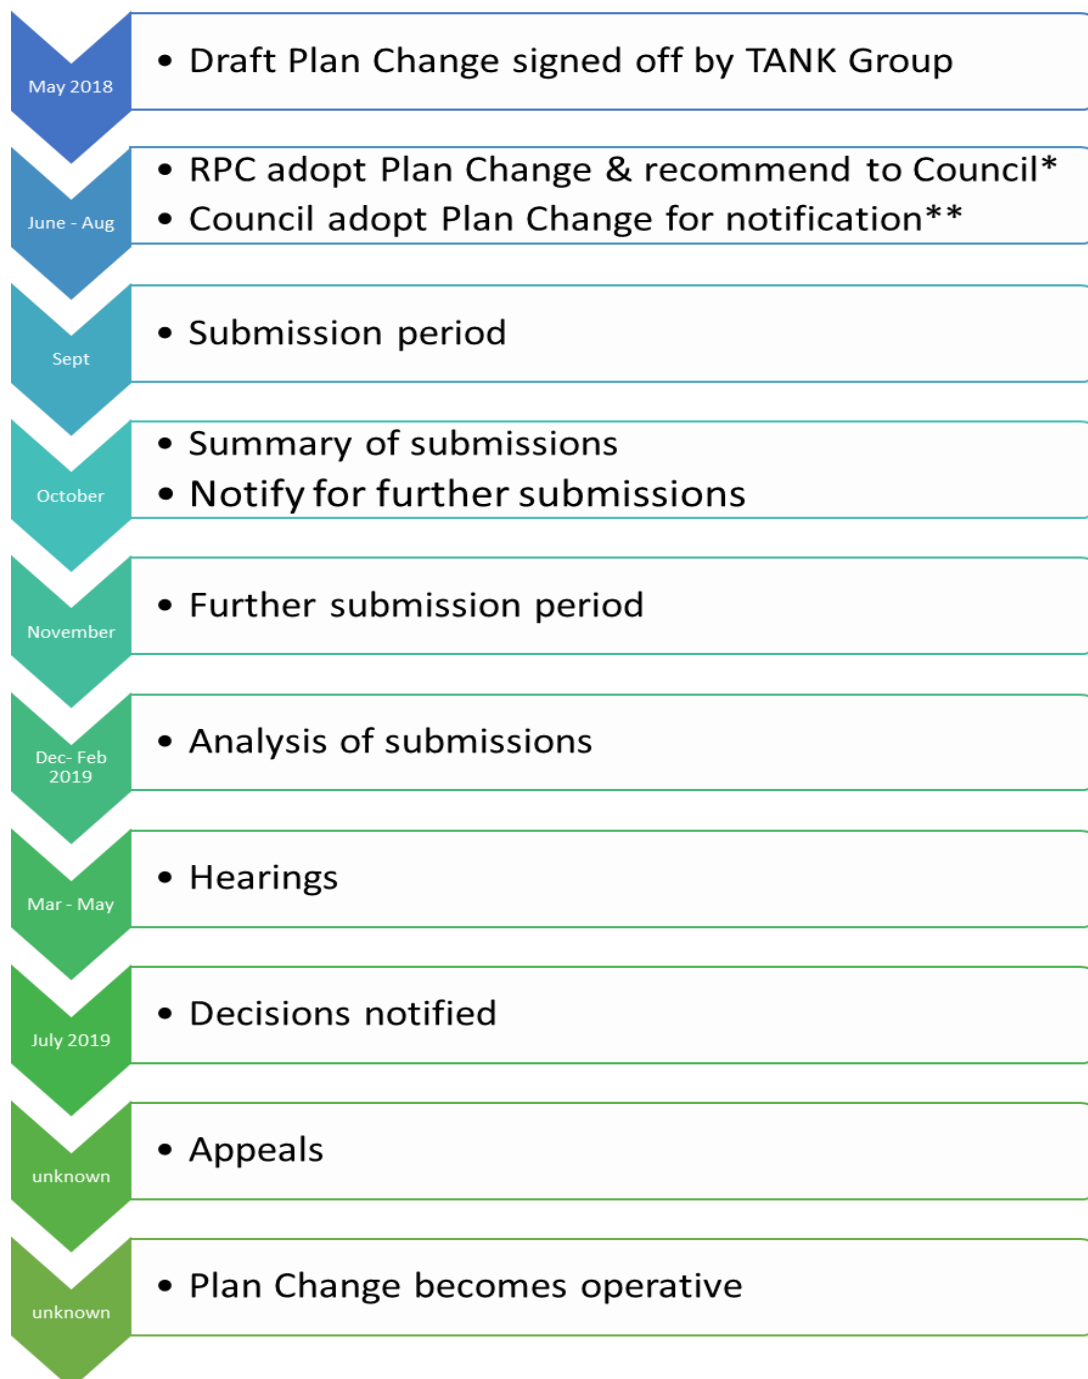 May 2018
• Draft Plan Change signed off by TANK Group
June - Aug
• RPC adopt Plan Change & recommend to Council*
• Council adopt Plan Change for notification**
Sept
• Submission period
October
• Summary of submissions
• Notify for further submissions
November
• Further submission period
Dec- Feb
2019
• Analysis of submissions
Mar - May
• Hearings
July 2019
• Decisions notified
unknown
• Appeals
unknown
• Plan Change becomes operative